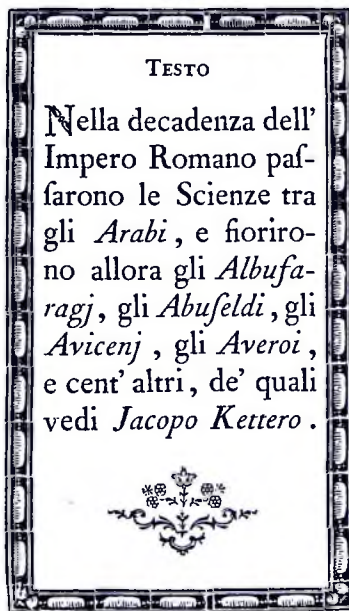 TESTO
Nella decadenza dell'
Impero Romano paſ-
ſarono le Scienze tra
gli Arabi, e fioriro-
no allora gli Albufa-
ragj, gli Abufeldi, gli
Avicenj, gli Averoi,
e cent' altri, de' quali
vedi Jacopo Kettero.